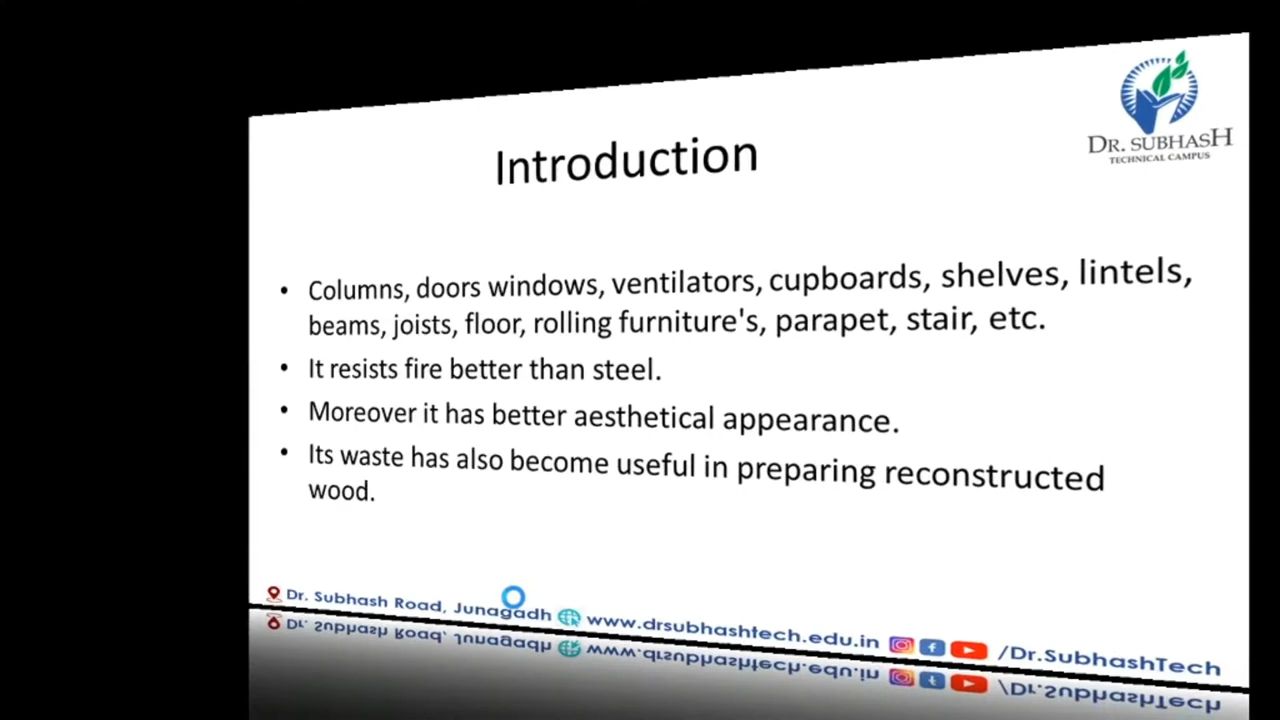 DR. SUBHASH
TECHNICAL CAMPUS
Introduction
• Columns, doors windows, ventilators, cupboards, shelves, lintels,
beams, joists, floor, rolling furniture's, parapet, stair, etc.
• It resists fire better than steel.
• Moreover it has better aesthetical appearance.
• Its waste has also become useful in preparing reconstructed
wood.
Dr. Subhash Road, Junagadh www.drsubhashtech.edu.in /Dr.SubhashTech